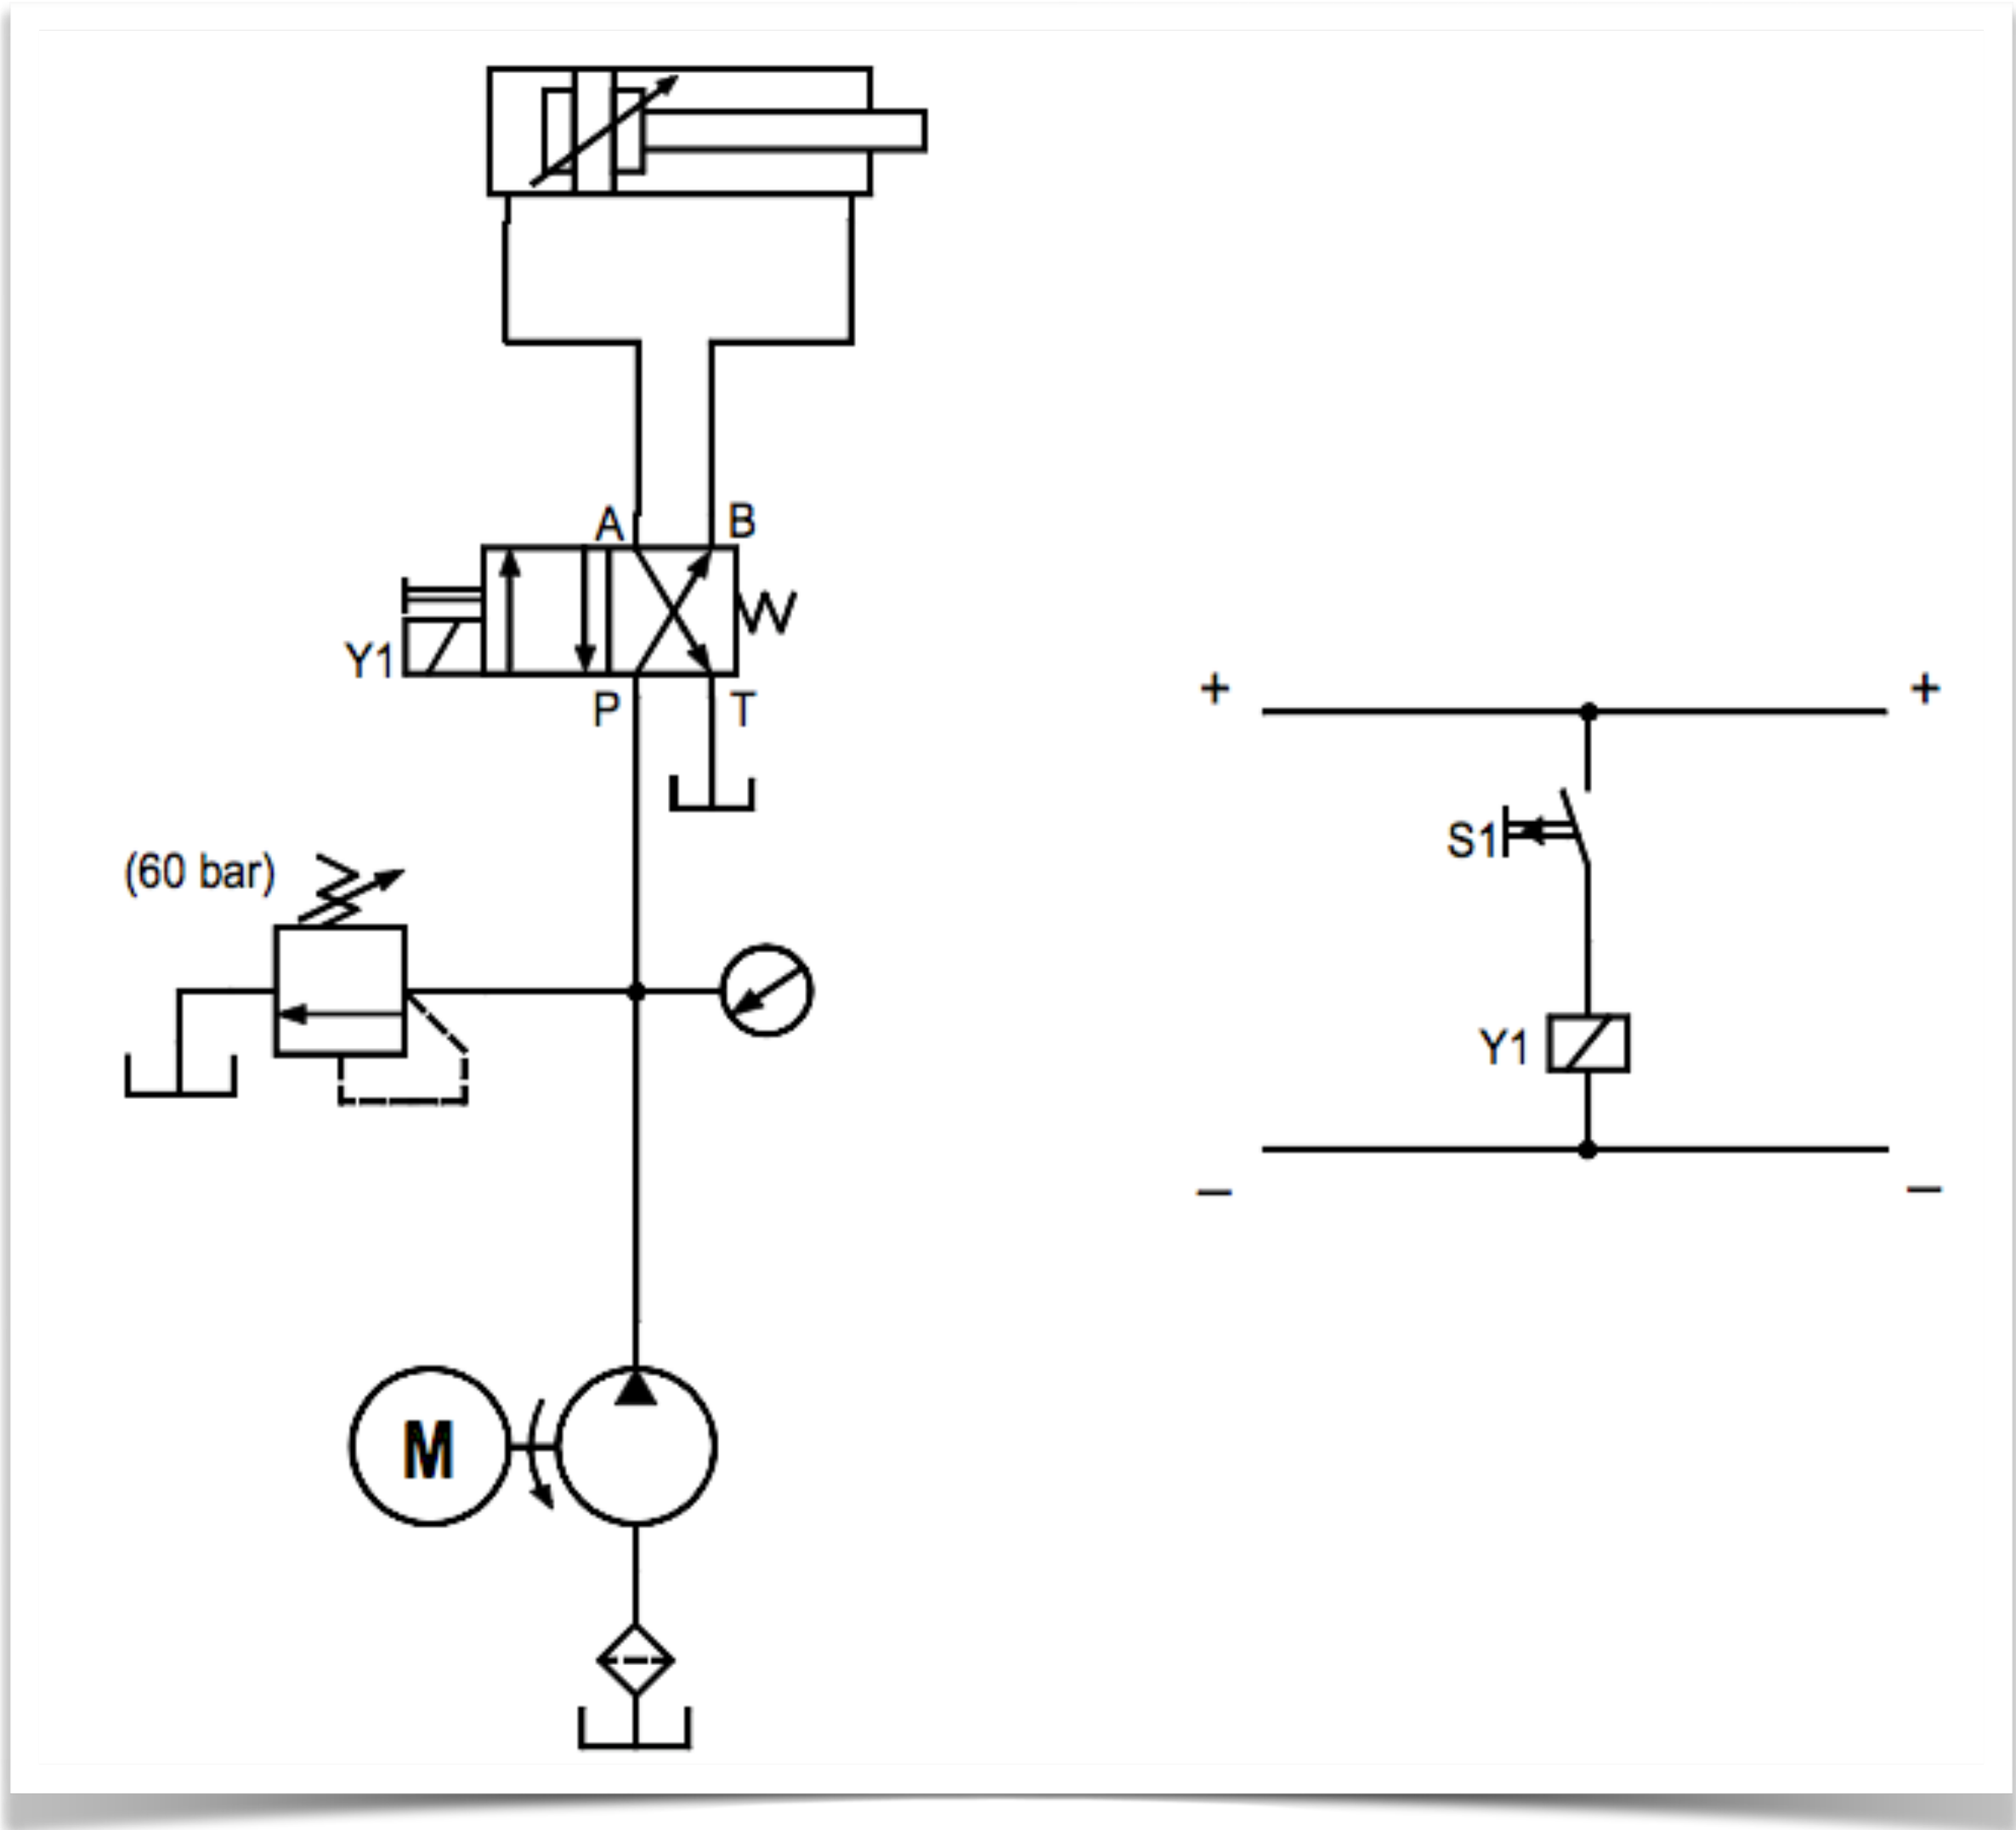 A B
Y1
P T
(60 bar)
M
+ +
S1
Y1
– –